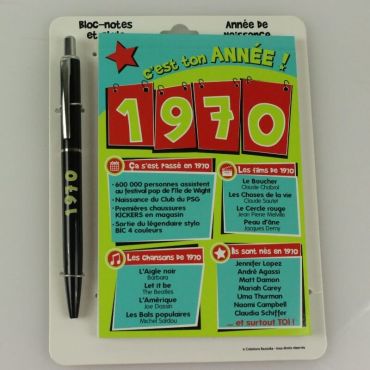 Bloc-notes
et stylo
Année de
naissance
c'est ton ANNÉE !
1970
1970
Ça s'est passé en 1970
• 600 000 personnes assistent
au festival pop de l'île de Wight
• Naissance du Club du PSG
• Premières chaussures
KICKERS en magasin
• Sortie du légendaire stylo
BIC 4 couleurs
Les films de 1970
Le Boucher
Claude Chabrol
Les Choses de la vie
Claude Sautet
Le Cercle rouge
Jean Pierre Melville
Peau d'âne
Jacques Demy
Les chansons de 1970
L'Aigle noir
Barbara
Let it be
The Beatles
L'Amérique
Joe Dassin
Les Bals populaires
Michel Sardou
Ils sont nés en 1970
Jennifer Lopez
André Agassi
Matt Damon
Mariah Carey
Uma Thurman
Naomi Campbell
Claudia Schiffer
... et surtout TOI !